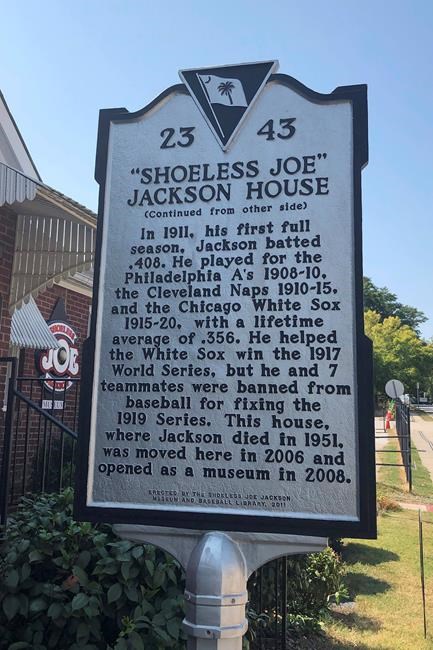 23 43
"SHOELESS JOE"
JACKSON HOUSE
(Continued from other side)
In 1911, his first full
season, Jackson batted
.408. He played for the
Philadelphia A's 1908-10,
the Cleveland Naps 1910-15,
and the Chicago White Sox
1915-20, with a lifetime
average of .356. He helped
the White Sox win the 1917
World Series, but he and 7
teammates were banned from
baseball for fixing the
1919 Series. This house,
where Jackson died in 1951,
was moved here in 2006 and
opened as a museum in 2008.
ERECTED BY THE SHOELESS JOE JACKSON
MUSEUM AND BASEBALL LIBRARY, 2011
SHOELESS
JOE
MUSEUM